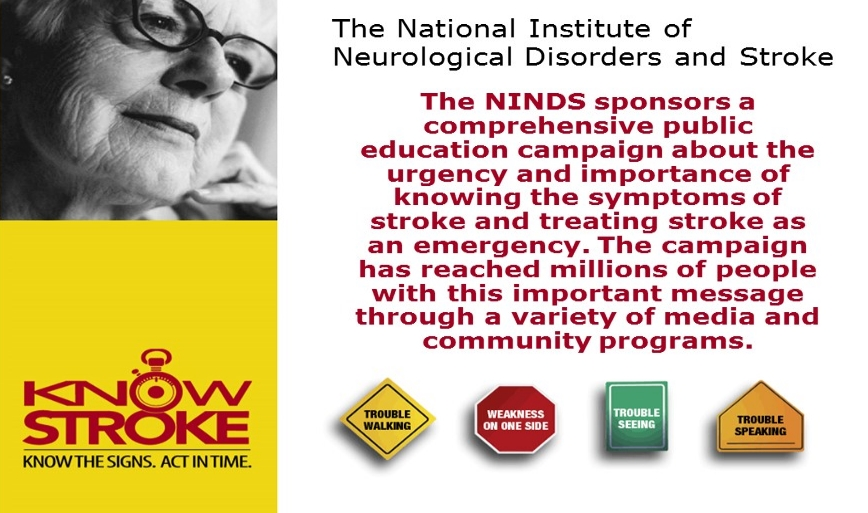 The National Institute of
Neurological Disorders and Stroke
The NINDS sponsors a
comprehensive public
education campaign about the
urgency and importance of
knowing the symptoms of
stroke and treating stroke as
an emergency. The campaign
has reached millions of people
with this important message
through a variety of media and
community programs.
KNOW
STROKE
KNOW THE SIGNS. ACT IN TIME.
TROUBLE
WALKING
WEAKNESS
ON ONE SIDE
TROUBLE
SEEING
TROUBLE
SPEAKING